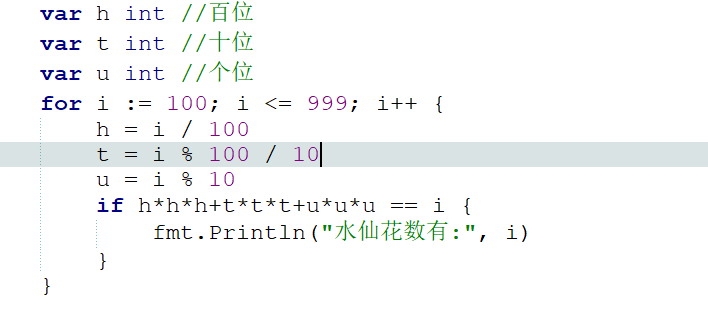 var h int //百位
var t int //十位
var u int //个位
for i := 100; i <= 999; i++ {
    h = i / 100
    t = i % 100 / 10
    u = i % 10
    if h*h*h+t*t*t+u*u*u == i {
        fmt.Println("水仙花数有:", i)
    }
}